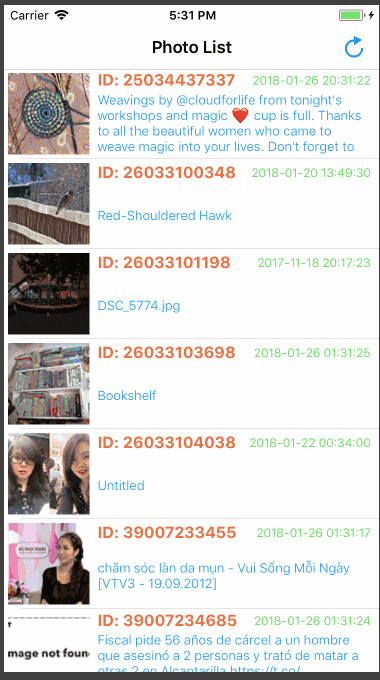 Carrier 5:31 PM
Photo List
ID: 25034437337 2018-01-26 20:31:22
Weavings by @cloudforlife from tonight's
workshops and magic ❤️ cup is full. Thanks
to all the beautiful women who came to
weave magic into your lives. Don't forget to
ID: 26033100348 2018-01-20 13:49:30
Red-Shouldered Hawk
ID: 26033101198 2017-11-18 20:17:23
DSC_5774.jpg
ID: 26033103698 2018-01-26 01:31:25
Bookshelf
ID: 26033104038 2018-01-22 00:34:00
Untitled
ID: 39007233455 2018-01-26 01:31:17
chăm sóc làn da mụn - Vui Sống Mỗi Ngày
[VTV3 - 19.09.2012]
ID: 39007234685 2018-01-26 01:31:24
mage not foun
Fiscal pide 56 años de cárcel a un hombre
que asesinó a 2 personas y trató de matar a
otras 2 en Alcantarilla https://t.co/